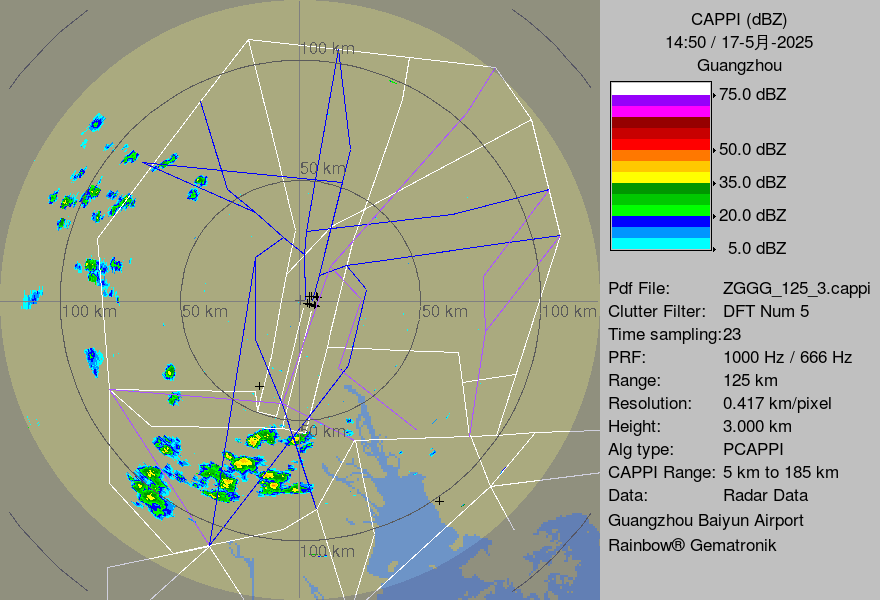 CAPPI (dBZ)
14:50 / 17-5月-2025
Guangzhou
75.0 dBZ
50.0 dBZ
35.0 dBZ
20.0 dBZ
5.0 dBZ
Pdf File: ZGGG_125_3.cappi
Clutter Filter: DFT Num 5
Time sampling:23
PRF: 1000 Hz / 666 Hz
Range: 125 km
Resolution: 0.417 km/pixel
Height: 3.000 km
Alg type: PCAPPI
CAPPI Range: 5 km to 185 km
Data: Radar Data
Guangzhou Baiyun Airport
Rainbow® Gematronik
100 km
50 km
100 km
50 km
50 km
100 km
50 km
100 km